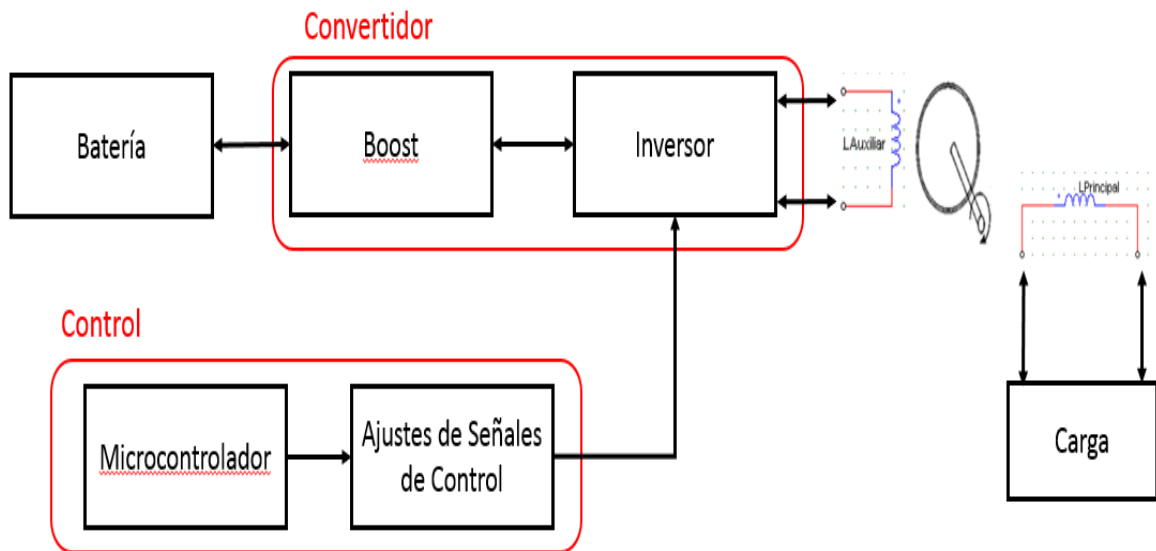 Convertidor
Batería
Boost
Inversor
LAuxiliar
LPrincipal
Control
Microcontrolador
Ajustes de Señales
de Control
Carga